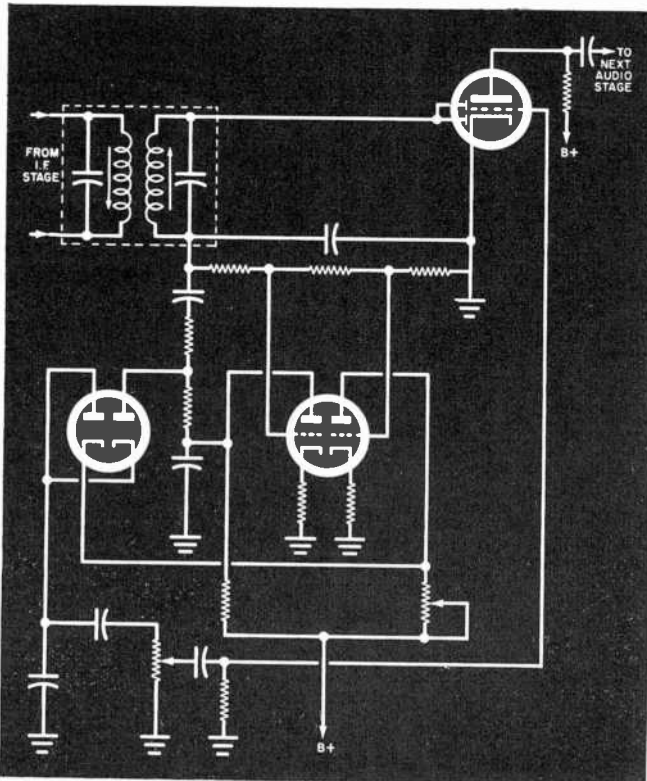 TO
NEXT
AUDIO
STAGE
B+
FROM
I.F
STAGE
B+